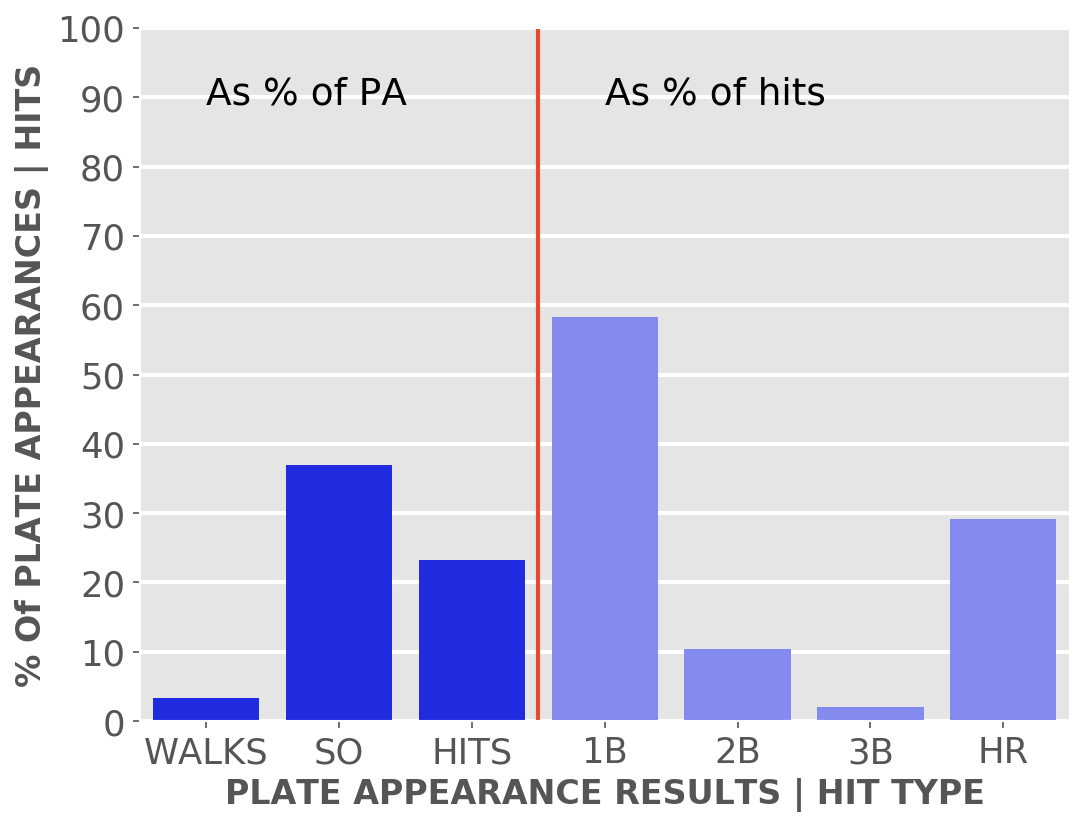 As % of PA
As % of hits
% Of PLATE APPEARANCES | HITS
100
90
80
70
60
50
40
30
20
10
0
WALKS SO HITS 1B 2B 3B HR
PLATE APPEARANCE RESULTS | HIT TYPE